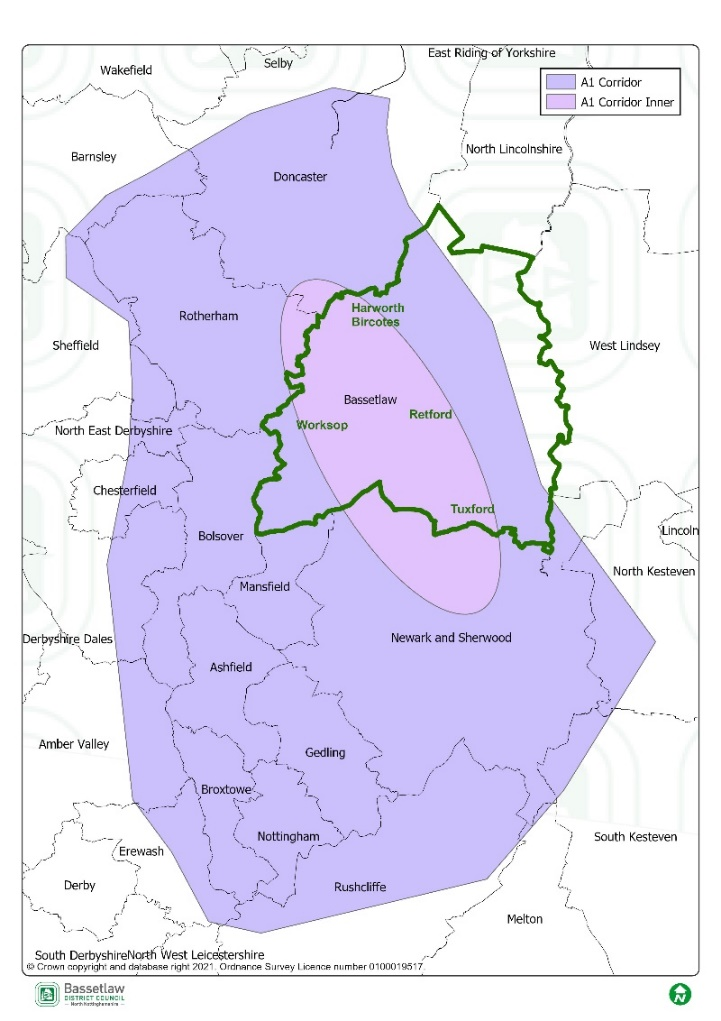 East Riding of Yorkshire
Wakefield
Selby
A1 Corridor
A1 Corridor Inner
Barnsley
North Lincolnshire
Doncaster
Harworth
Bircotes
Rotherham
Sheffield
West Lindsey
Bassetlaw
Retford
Worksop
North East Derbyshire
Chesterfield
Tuxford
Bolsover
Lincoln
North Kesteven
Mansfield
Derbyshire Dales
Newark and Sherwood
Ashfield
Amber Valley
Gedling
Broxtowe
Nottingham
South Kesteven
Erewash
Derby
Rushcliffe
Melton
South Derbyshire
North West Leicestershire
© Crown copyright and database right 2021. Ordnance Survey Licence number 0100019517.
Bassetlaw
DISTRICT COUNCIL
North Nottinghamshire
N